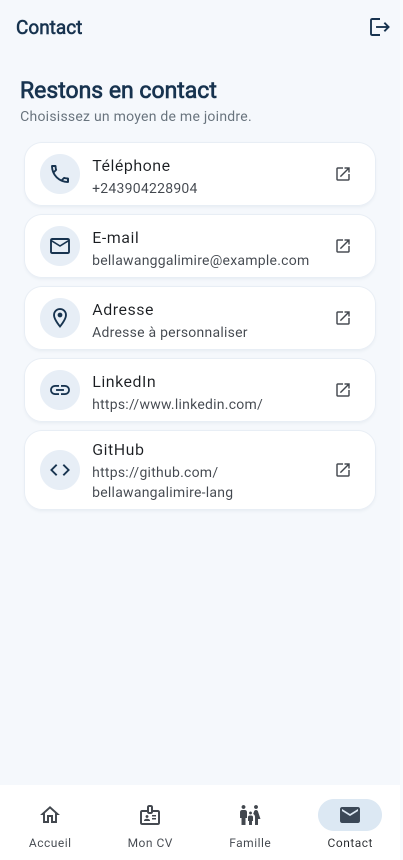 Contact
Restons en contact
Choisissez un moyen de me joindre.
Téléphone
+243904228904
E-mail
bellawanggalimire@example.com
Adresse
Adresse à personnaliser
LinkedIn
https://www.linkedin.com/
GitHub
https://github.com/
bellawangalimire-lang
Accueil
Mon CV
Famille
Contact